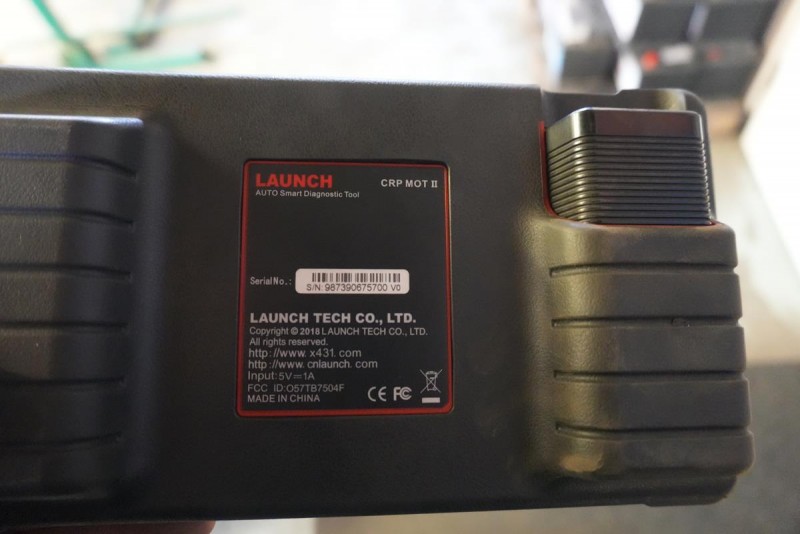 LAUNCH
CRP MOT II
AUTO Smart Diagnostic Tool
SerialNo.:
S/N:987390675700 V0
LAUNCH TECH CO., LTD.
Copyright © 2018 LAUNCH TECH CO., LTD.
All rights reserved.
http://www. x431. com
http://www. cnlaunch. com
Input: 5V⎓1A
FCC ID:O57TB7504F
MADE IN CHINA
CE FC